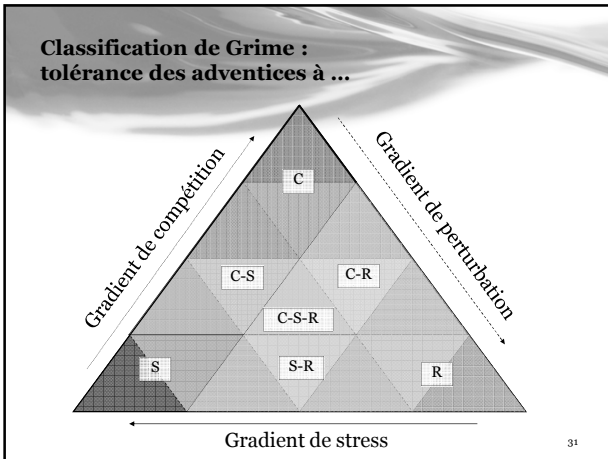 Classification de Grime :
tolérance des adventices à ...
Gradient de compétition
Gradient de perturbation
C
C-S
C-R
C-S-R
S
S-R
R
Gradient de stress
31